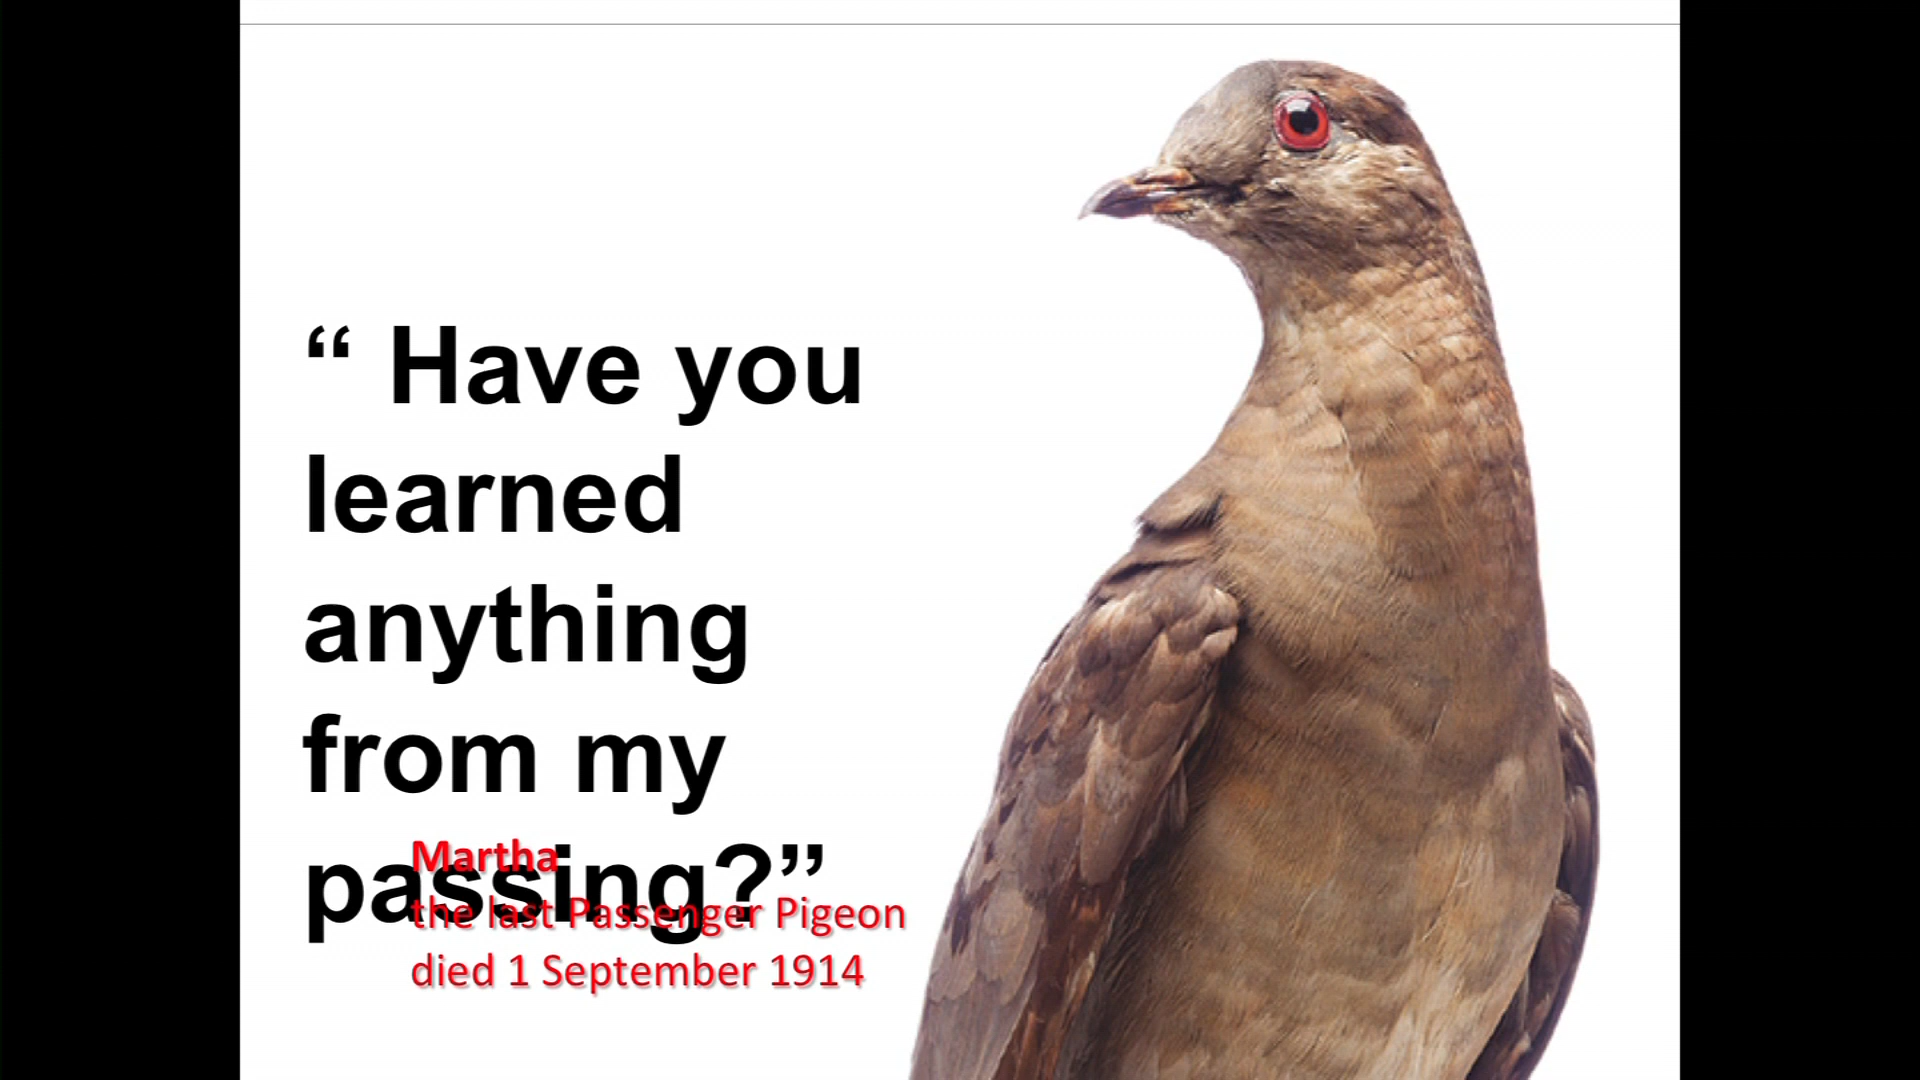 “ Have you
learned
anything
from my
passing?”
Martha
the last Passenger Pigeon
died 1 September 1914